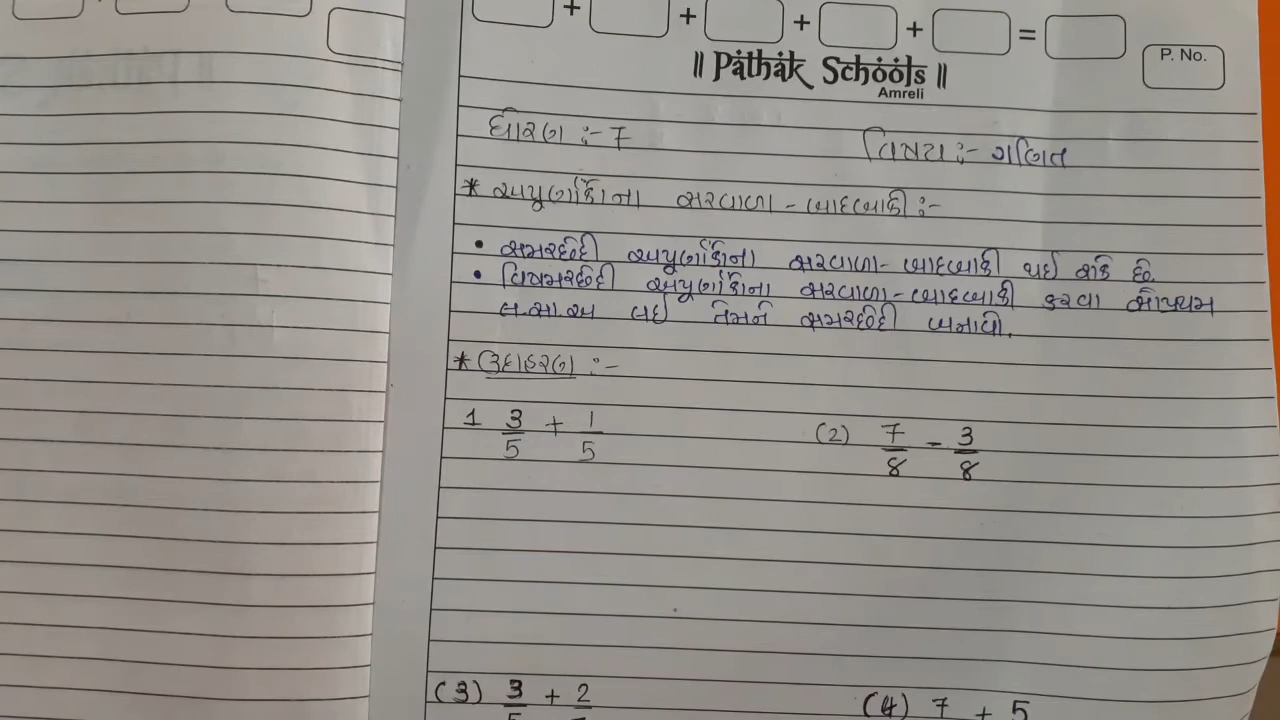 + + + + =
|| Pathak Schools ||
Amreli
P. No.
ધોરણ :- 7
વિષય :- ગણિત
* અપુર્ણાંકોના સરવાળા - બાદબાકી :-
• સમચ્છેદી અપુર્ણાંકોના સરવાળા - બાદબાકી થઈ શકે છે.
• વિષમચ્છેદી અપુર્ણાંકોના સરવાળા - બાદબાકી કરવા સૌપ્રથમ
લ.સા.અ લઈ તેમને સમચ્છેદી બનાવો.
* ઉદાહરણ :-
1 3/5 + 1/5
(2) 7/8 - 3/8
(3) 3/5 + 2
(4) 7 + 5